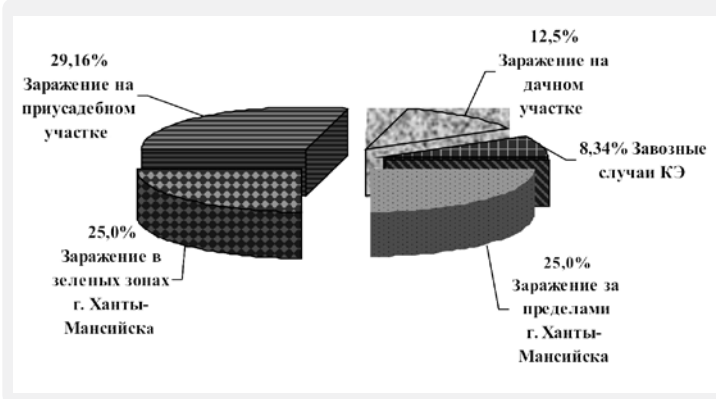 29,16%
Заражение на
приусадебном
участке
12,5%
Заражение на
дачном
участке
8,34% Завозные
случаи КЭ
25,0%
Заражение в
зеленых зонах
г. Ханты-
Мансийска
25,0%
Заражение за
пределами
г. Ханты-
Мансийска